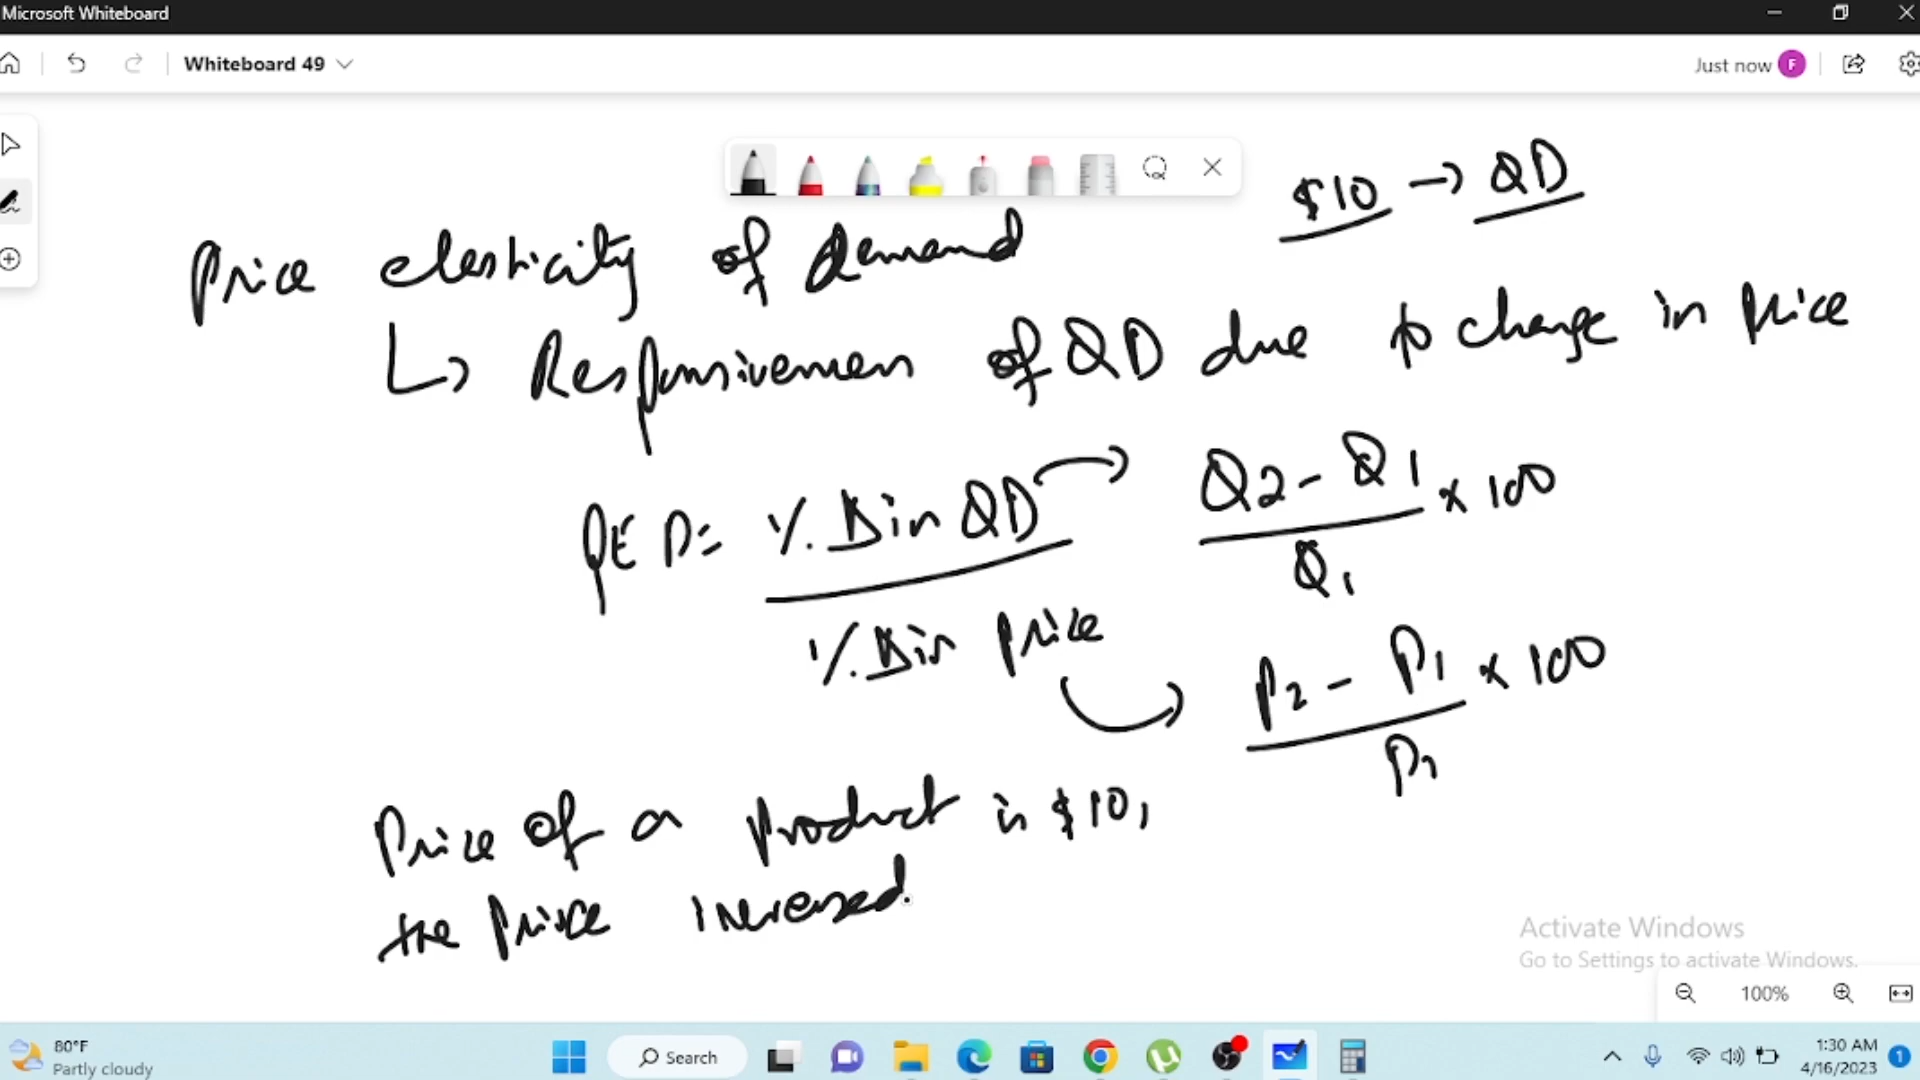 Microsoft Whiteboard
Whiteboard 49
Just now F
$10 → QD
Price elasticity of demand
↳ Responsiveness of QD due to change in price
PED = % Δ in QD / % Δ in price
Q2 - Q1 / Q1 × 100
P2 - P1 / P1 × 100
Price of a product is $10,
the price increased
Activate Windows
Go to Settings to activate Windows.
100%
80°F
Partly cloudy
Search
1:30 AM
4/16/2023
1